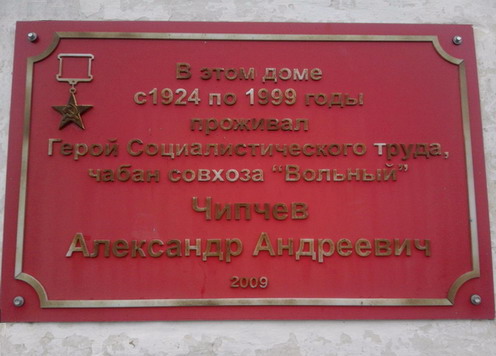 В этом доме
с1924 по 1999 годы
проживал
Герой Социалистического труда,
чабан совхоза "Вольный"
Чипчев
Александр Андреевич
2009